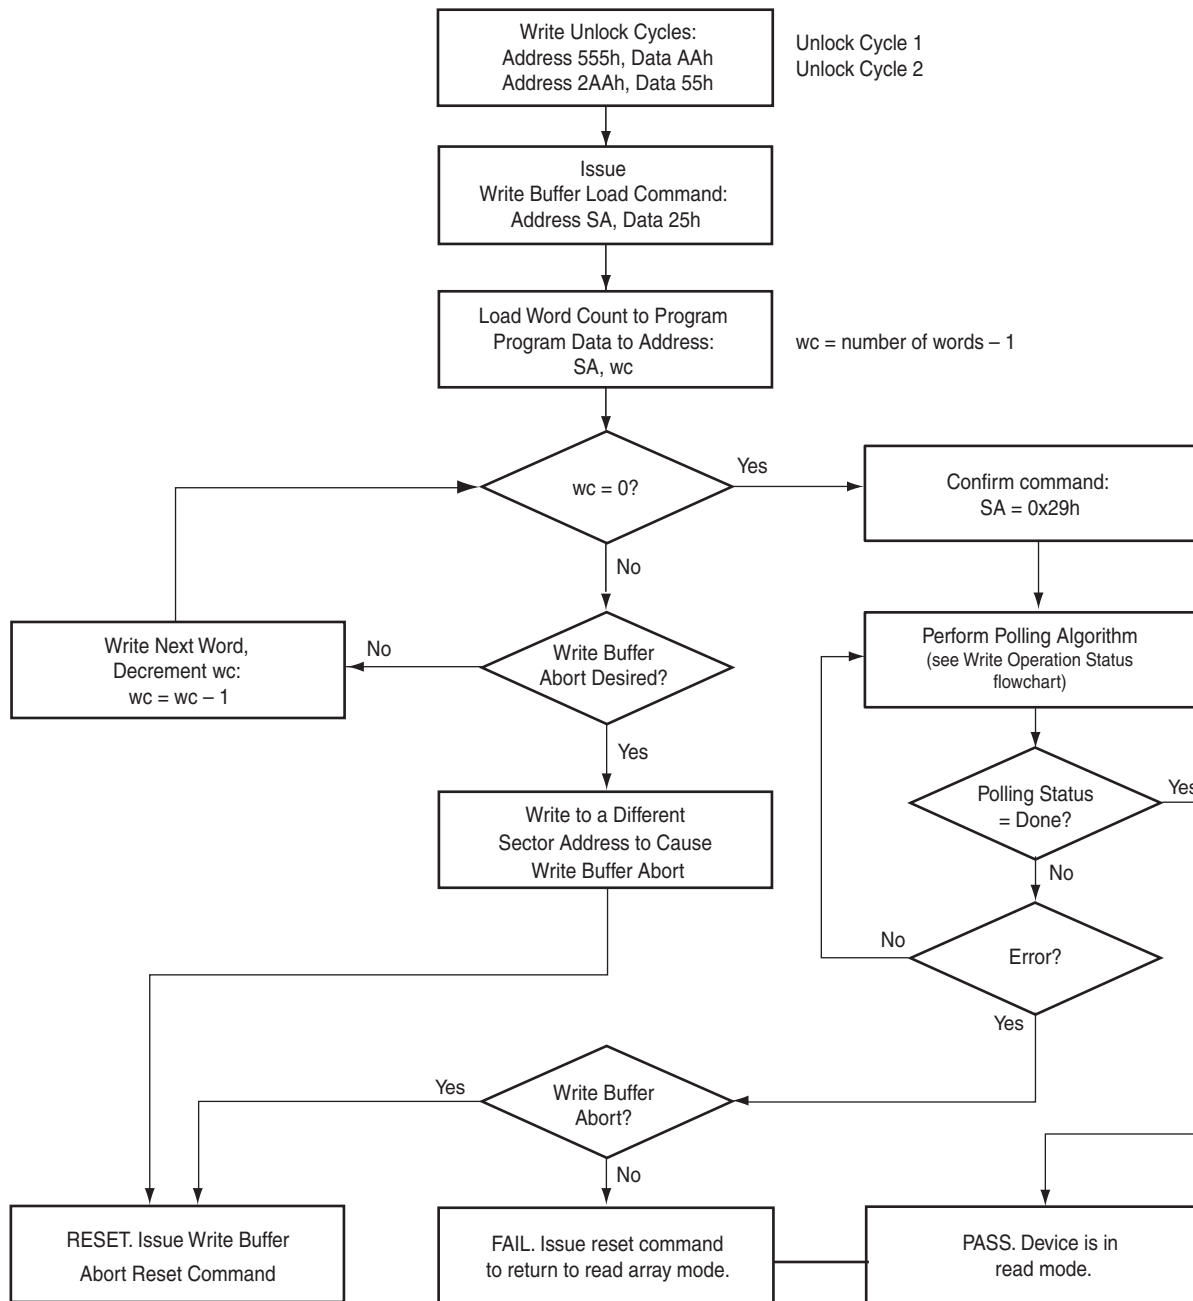 Write Unlock Cycles:
Address 555h, Data AAh
Address 2AAh, Data 55h
Unlock Cycle 1
Unlock Cycle 2
Issue
Write Buffer Load Command:
Address SA, Data 25h
Load Word Count to Program
Program Data to Address:
SA, wc
wc = number of words – 1
wc = 0?
Yes
Confirm command:
SA = 0x29h
No
Write Next Word,
Decrement wc:
wc = wc – 1
No
Write Buffer
Abort Desired?
Perform Polling Algorithm
(see Write Operation Status
flowchart)
Yes
Polling Status
= Done?
Yes
Write to a Different
Sector Address to Cause
Write Buffer Abort
No
No
Error?
Yes
Yes
Write Buffer
Abort?
No
RESET. Issue Write Buffer
Abort Reset Command
FAIL. Issue reset command
to return to read array mode.
PASS. Device is in
read mode.